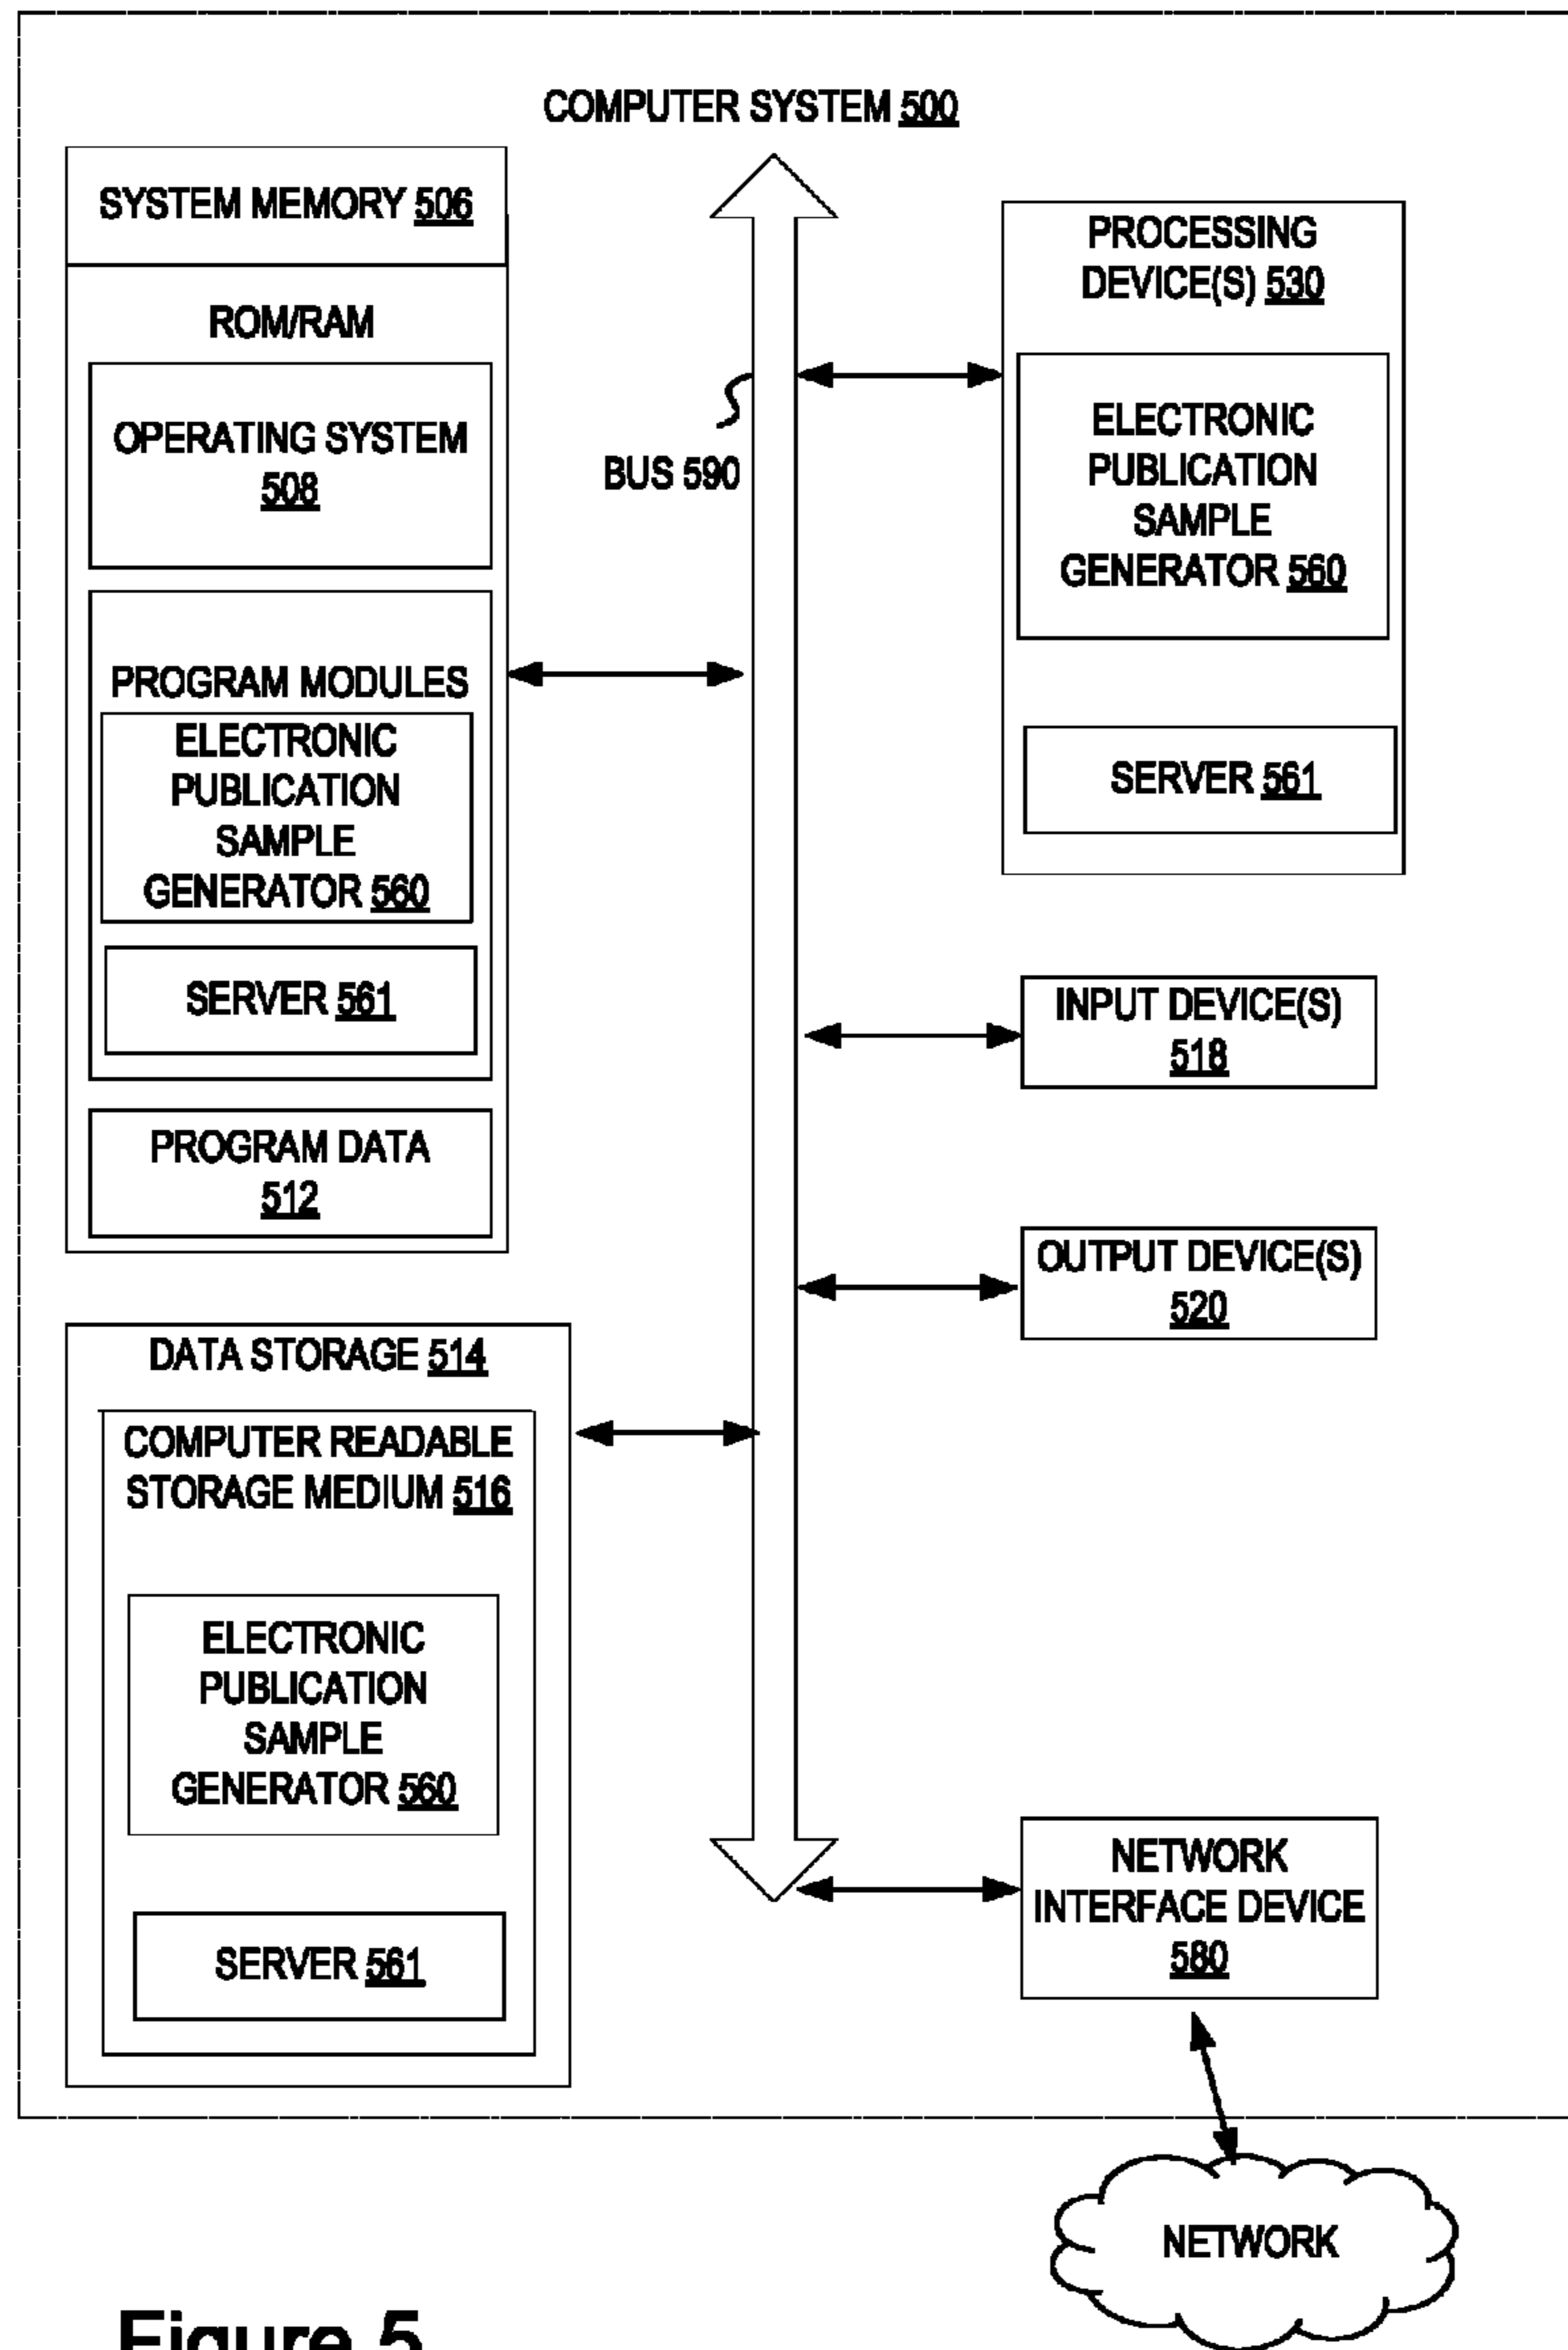 COMPUTER SYSTEM 500
SYSTEM MEMORY 506
ROM/RAM
OPERATING SYSTEM
508
PROGRAM MODULES
ELECTRONIC
PUBLICATION
SAMPLE
GENERATOR 560
SERVER 561
PROGRAM DATA
512
DATA STORAGE 514
COMPUTER READABLE
STORAGE MEDIUM 516
ELECTRONIC
PUBLICATION
SAMPLE
GENERATOR 560
SERVER 561
BUS 590
PROCESSING
DEVICE(S) 530
ELECTRONIC
PUBLICATION
SAMPLE
GENERATOR 560
SERVER 561
INPUT DEVICE(S)
518
OUTPUT DEVICE(S)
520
NETWORK
INTERFACE DEVICE
580
NETWORK
Figure 5